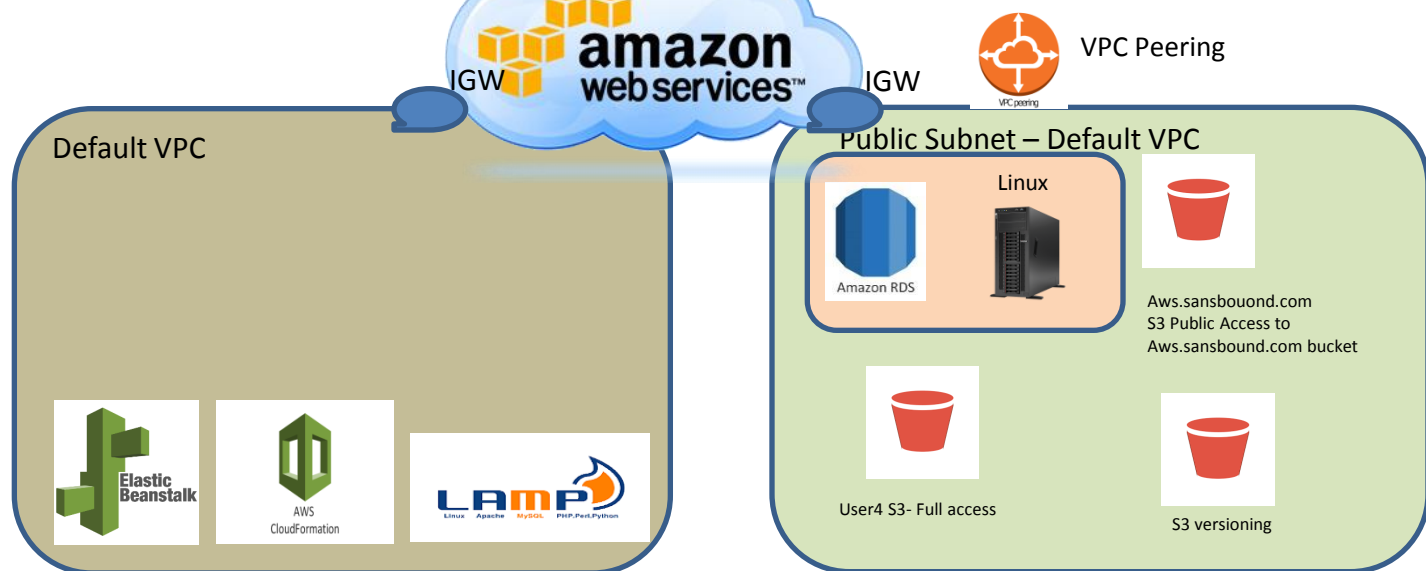 amazon
web services™
IGW
IGW
VPC Peering
VPC peering
Default VPC
Public Subnet – Default VPC
Linux
Amazon RDS
Aws.sansbouond.com
S3 Public Access to
Aws.sansbound.com bucket
Elastic
Beanstalk
AWS
CloudFormation
LAMP
Linux Apache MySQL PHP.Perl.Python
User4 S3- Full access
S3 versioning